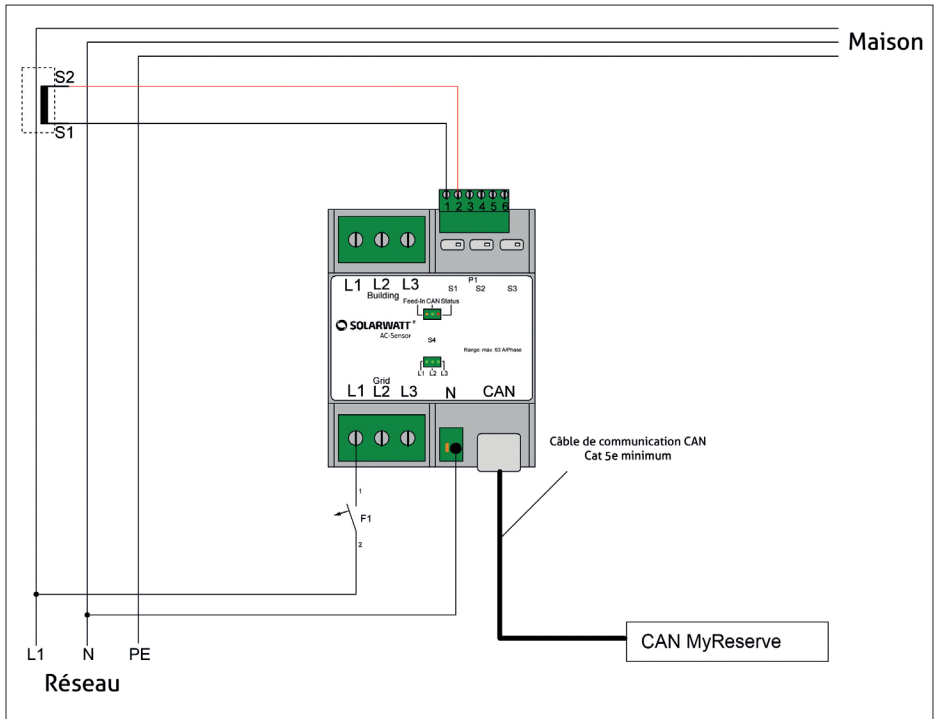 Maison
S2
S1
1 2 3 4 5 6
L1 L2 L3
Building
P1
S1 S2 S3
Feed-In CAN Status
SOLARWATT®
AC-Sensor
S4
Range: max. 63 A/Phase
L1 L2 L3
Grid
L1 L2 L3 N CAN
Câble de communication CAN
Cat 5e minimum
1
F1
2
CAN MyReserve
L1 N PE
Réseau